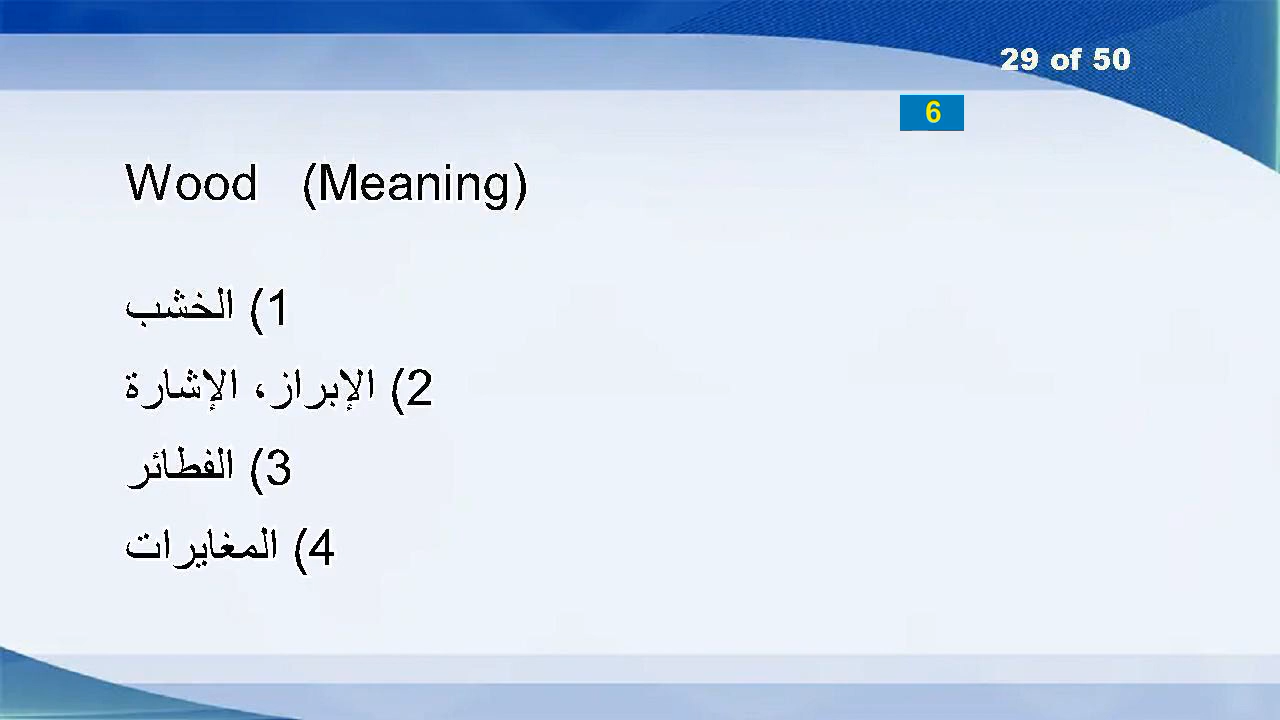 29 of 50
6
Wood (Meaning)
1) الخشب
2) الإبراز، الإشارة
3) الفطائر
4) المغايرات